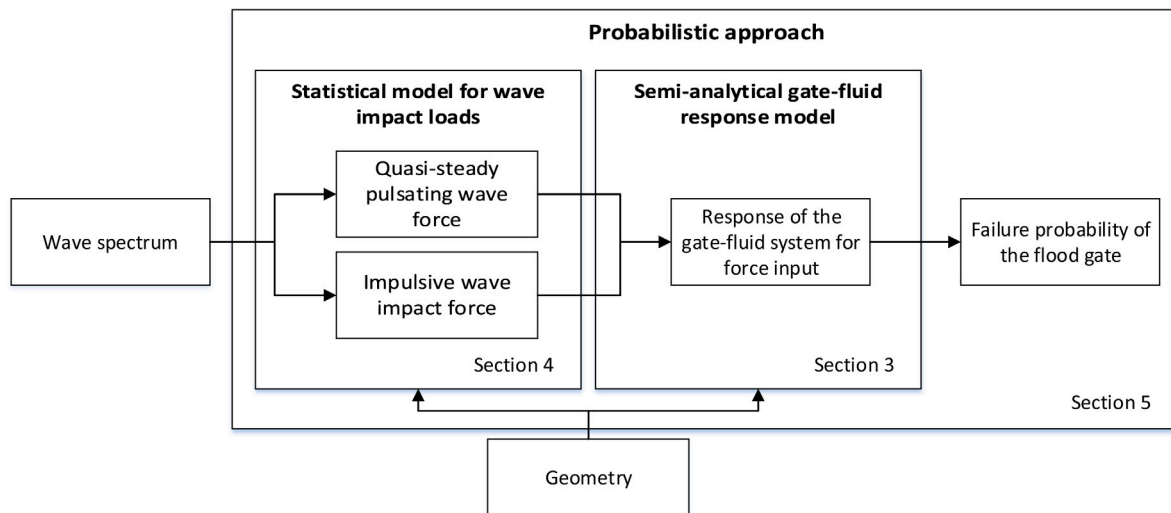 Probabilistic approach
Statistical model for wave
impact loads
Semi-analytical gate-fluid
response model
Wave spectrum
Quasi-steady
pulsating wave
force
Impulsive wave
impact force
Response of the
gate-fluid system for
force input
Failure probability of
the flood gate
Section 4
Section 3
Section 5
Geometry